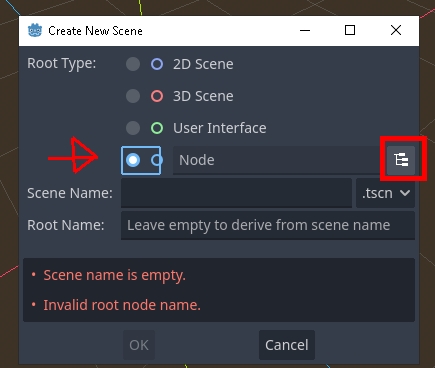 Create New Scene
Root Type:
2D Scene
3D Scene
User Interface
Node
Scene Name:
.tscn
Root Name: Leave empty to derive from scene name
• Scene name is empty.
• Invalid root node name.
OK Cancel